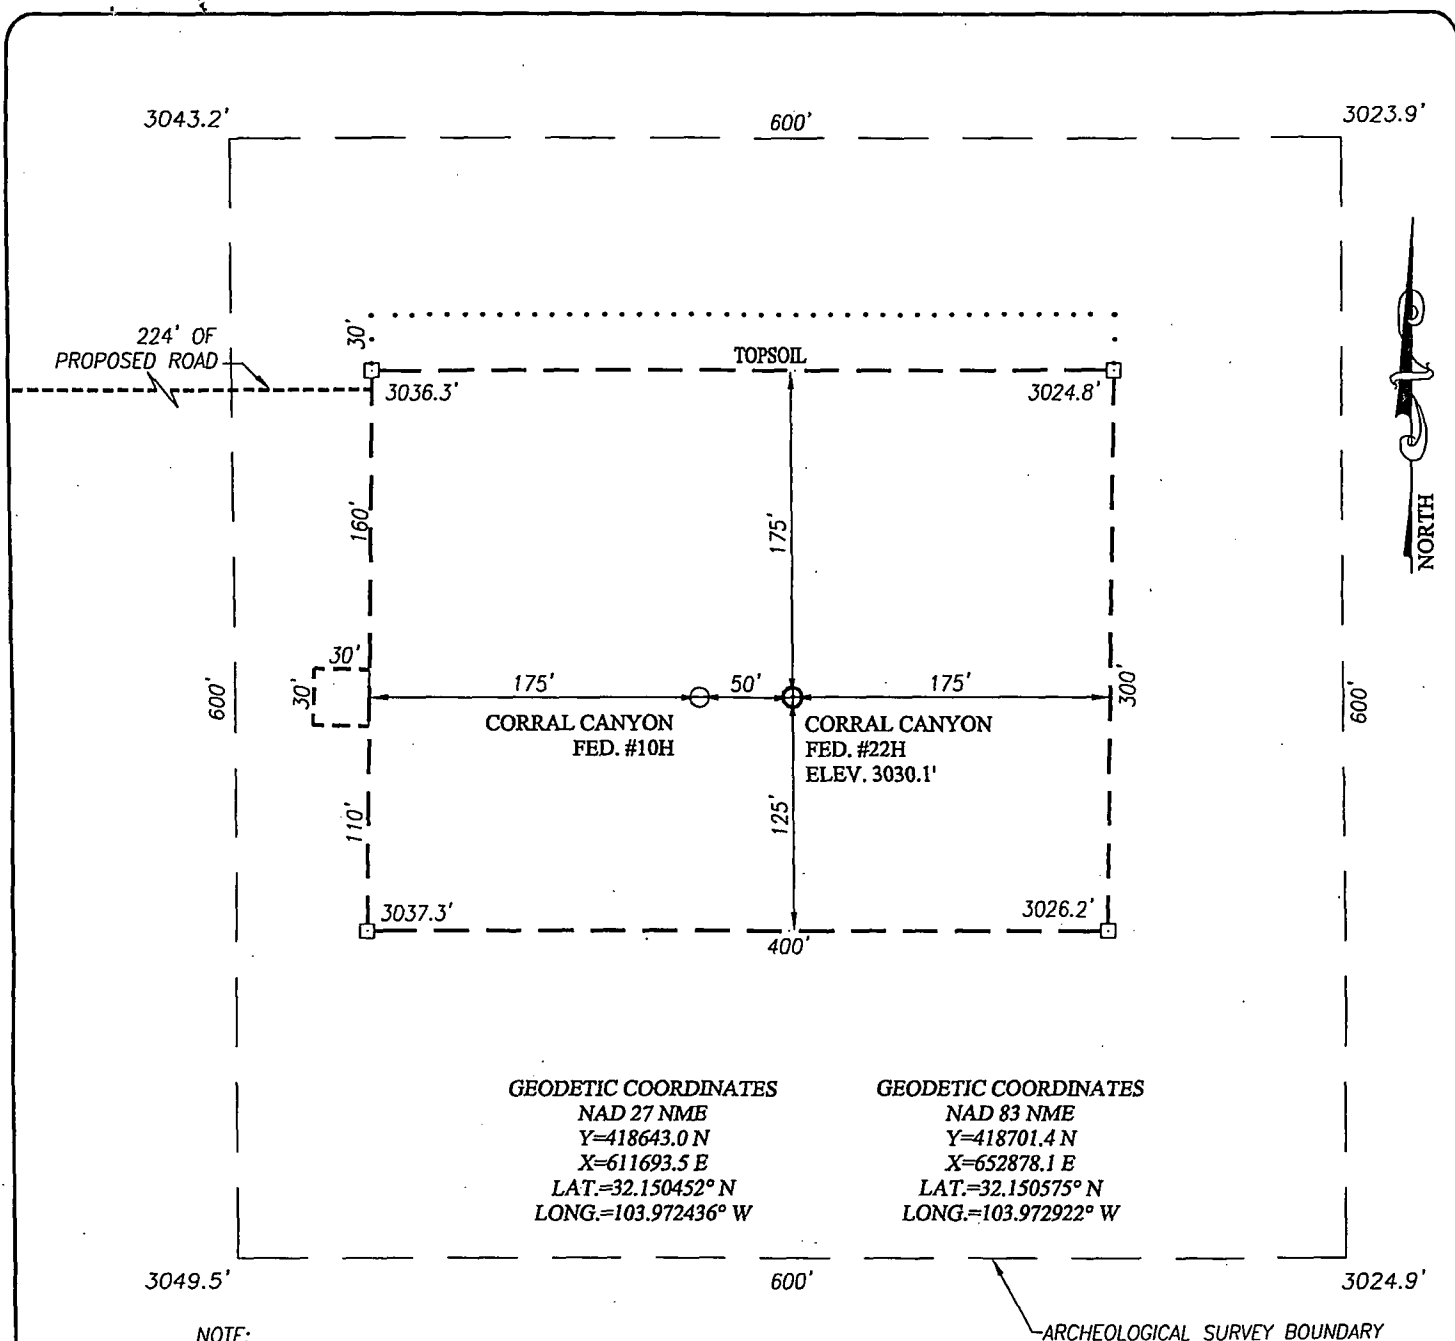 3043.2'
600'
3023.9'
224' OF
PROPOSED ROAD
30'
TOPSOIL
3036.3'
3024.8'
160'
175'
NORTH
600'
30'
30'
175'
50'
175'
300'
600'
CORRAL CANYON
FED. #10H
CORRAL CANYON
FED. #22H
ELEV. 3030.1'
110'
125'
3037.3'
3026.2'
400'
GEODETIC COORDINATES
NAD 27 NME
Y=418643.0 N
X=611693.5 E
LAT.=32.150452° N
LONG.=103.972436° W
GEODETIC COORDINATES
NAD 83 NME
Y=418701.4 N
X=652878.1 E
LAT.=32.150575° N
LONG.=103.972922° W
3049.5'
600'
3024.9'
NOTE:
ARCHEOLOGICAL SURVEY BOUNDARY